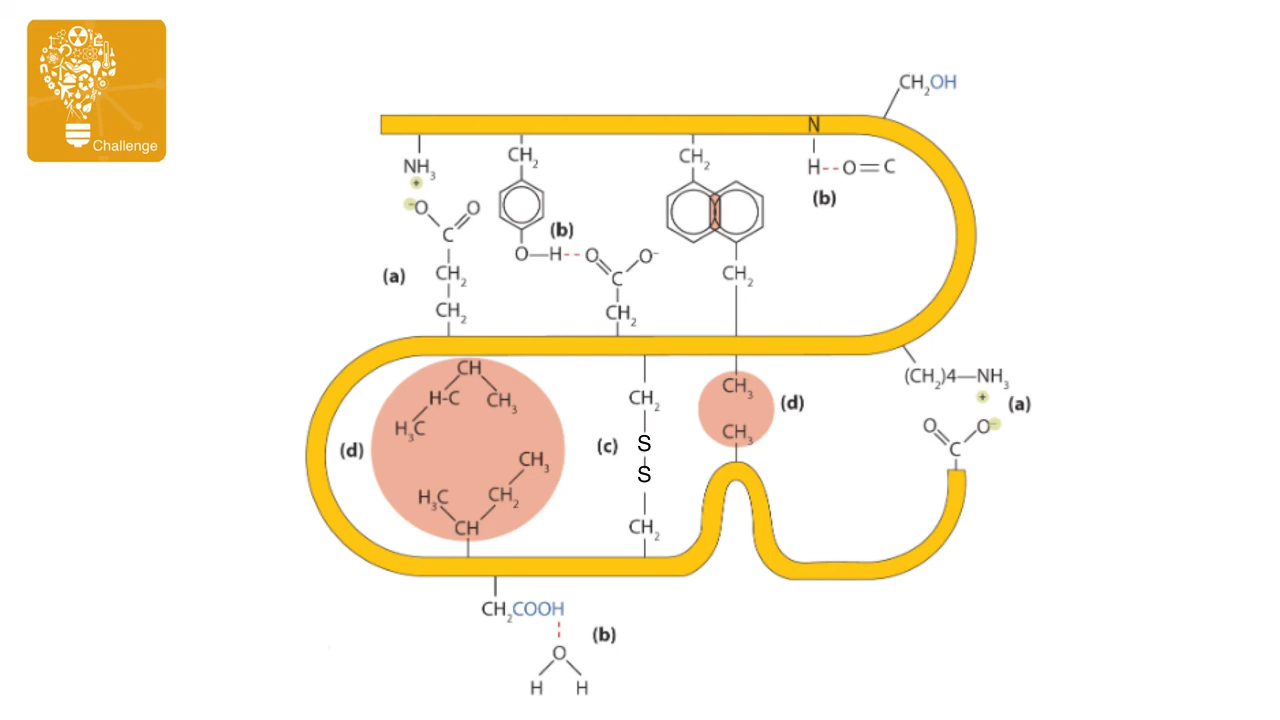 Challenge
CH₂OH
N
NH₃
+
CH₂
CH₂
H--O=C
(b)
⁻O
O
C
(b)
O—H--O
O⁻
C
(a)
CH₂
CH₂
CH₂
CH₂
(CH₂)4—NH₃
+
(a)
CH
H-C
CH₃
H₃C
CH₂
CH₃
(d)
O
O⁻
C
CH₃
(d)
(c)
S
S
CH₃
H₃C
CH₂
CH
CH₂
CH₂COOH
(b)
O
H
H